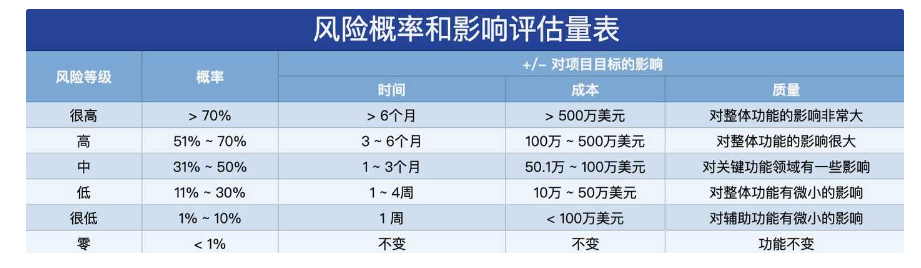 风险概率和影响评估量表
风险等级 概率 +/− 对项目目标的影响
时间 成本 质量
很高 > 70% > 6个月 > 500万美元 对整体功能的影响非常大
高 51% ~ 70% 3 ~ 6个月 100万 ~ 500万美元 对整体功能的影响很大
中 31% ~ 50% 1 ~ 3个月 50.1万 ~ 100万美元 对关键功能领域有一些影响
低 11% ~ 30% 1 ~ 4周 10万 ~ 50万美元 对整体功能有微小的影响
很低 1% ~ 10% 1 周 < 100万美元 对辅助功能有微小的影响
零 < 1% 不变 不变 功能不变